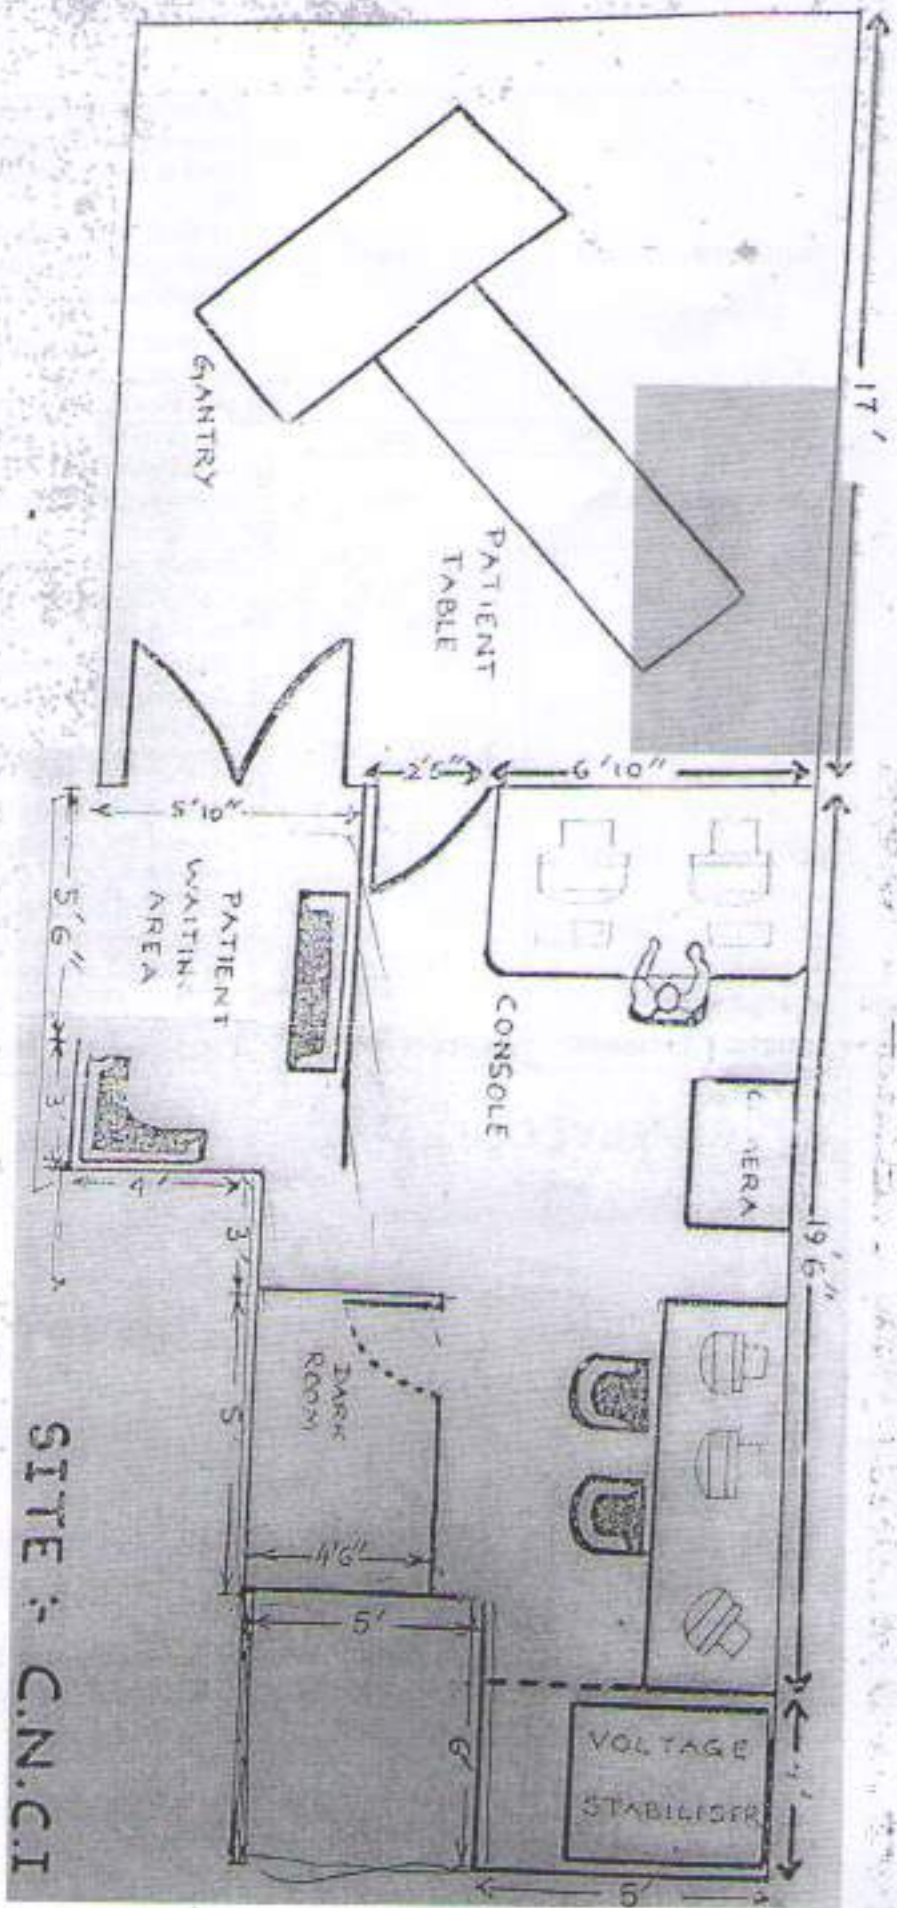 17'
GANTRY
PATIENT
TABLE
2'5"
6'10"
5'10"
5'6"
PATIENT
WAITIN
AREA
CONSOLE
3'
4'
19'6"
3'
DARK
ROOM
5'
4'6"
5'
6'
VOLTAGE
STABILISER
5'
SITE : C.N.C.I